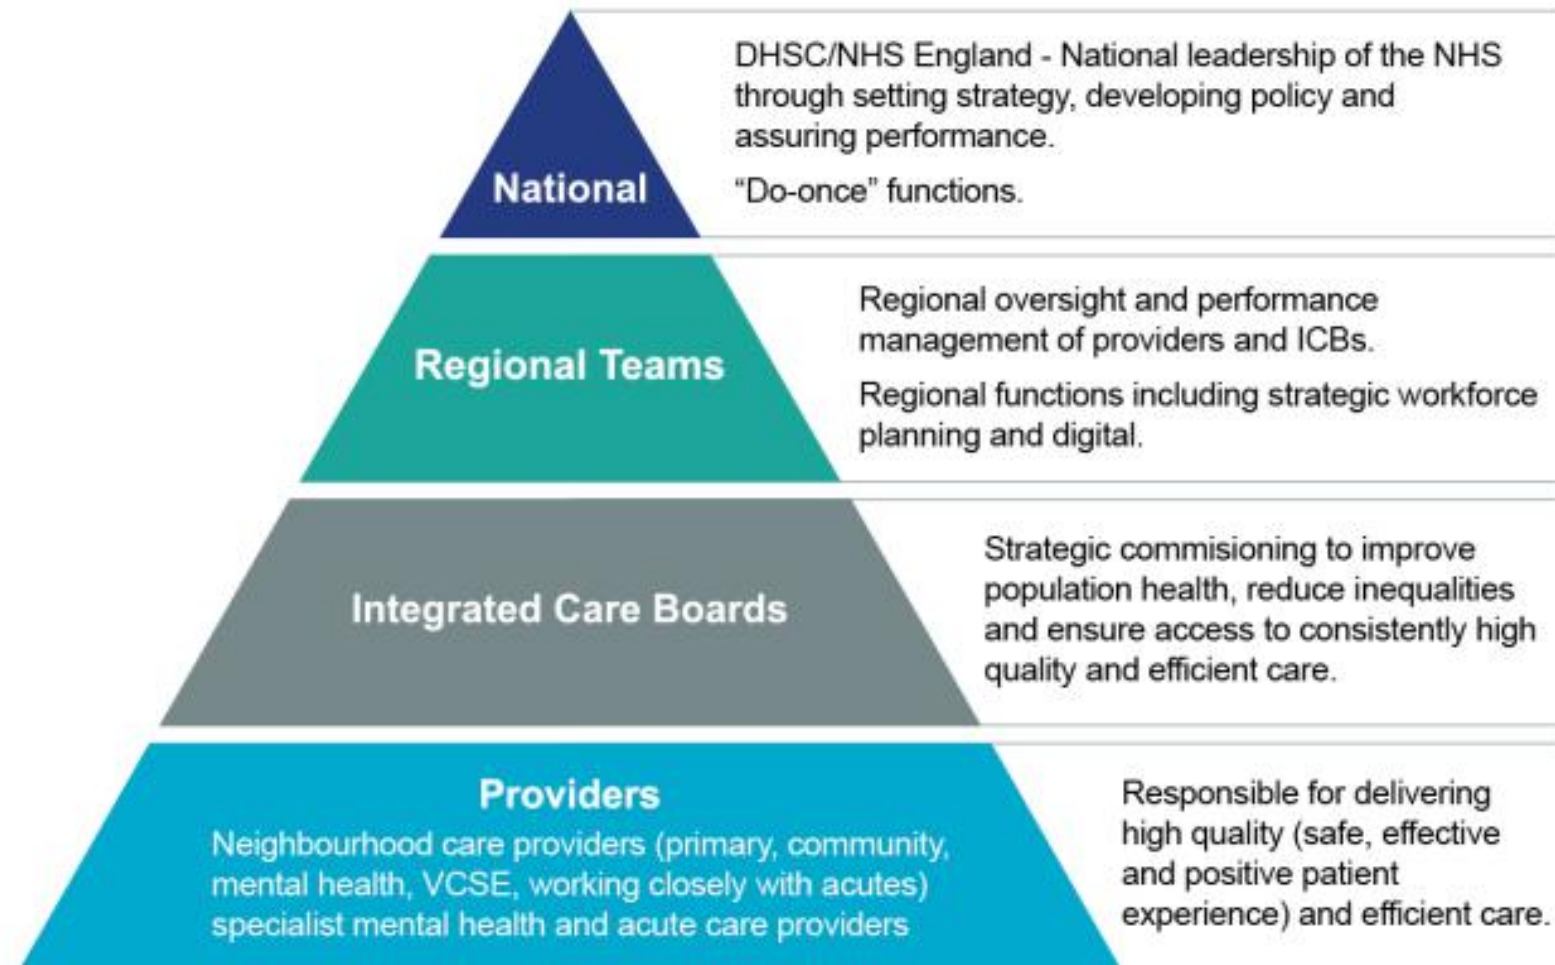 National
DHSC/NHS England - National leadership of the NHS
through setting strategy, developing policy and
assuring performance.
“Do-once” functions.
Regional Teams
Regional oversight and performance
management of providers and ICBs.
Regional functions including strategic workforce
planning and digital.
Integrated Care Boards
Strategic commisioning to improve
population health, reduce inequalities
and ensure access to consistently high
quality and efficient care.
Providers
Neighbourhood care providers (primary, community,
mental health, VCSE, working closely with acutes)
specialist mental health and acute care providers
Responsible for delivering
high quality (safe, effective
and positive patient
experience) and efficient care.